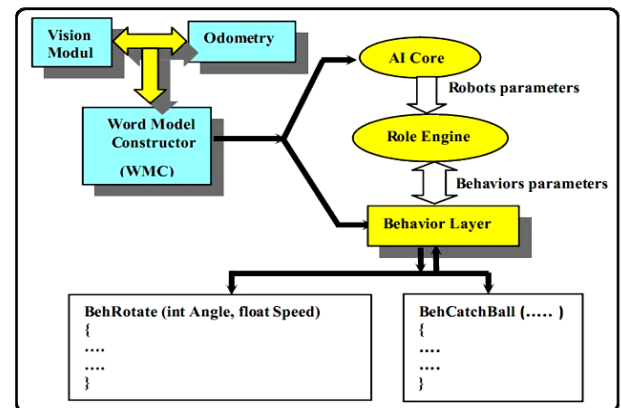 Vision
Modul
Odometry
Word Model
Constructor
(WMC)
AI Core
Robots parameters
Role Engine
Behaviors parameters
Behavior Layer
BehRotate (int Angle, float Speed)
{
....
....
}
BehCatchBall (..... )
{
....
....
}